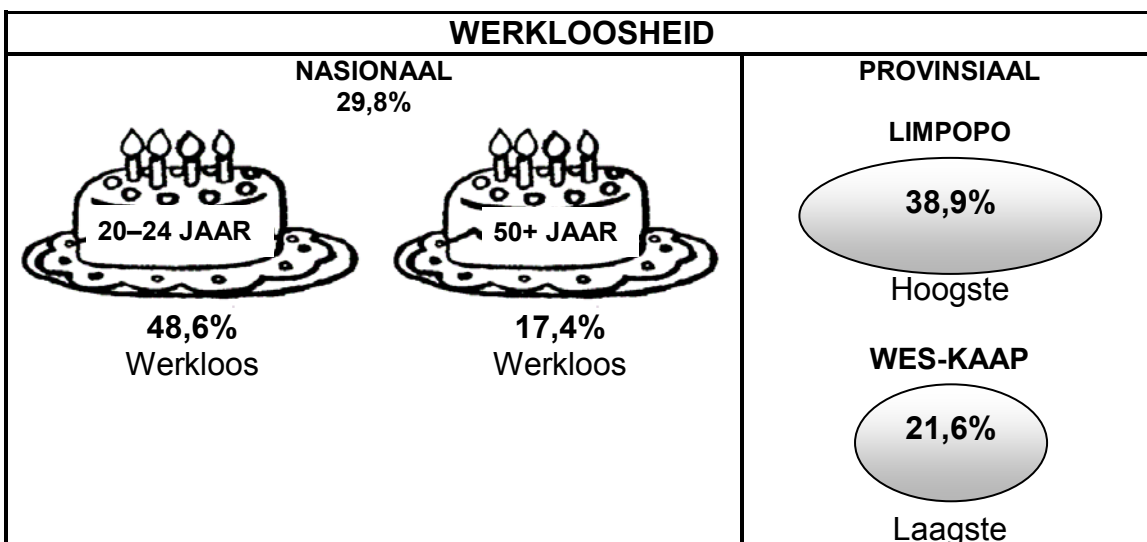 WERKLOOSHEID
NASIONAAL
29,8%
20–24 JAAR
48,6%
Werkloos
50+ JAAR
17,4%
Werkloos
PROVINSIAAL
LIMPOPO
38,9%
Hoogste
WES-KAAP
21,6%
Laagste